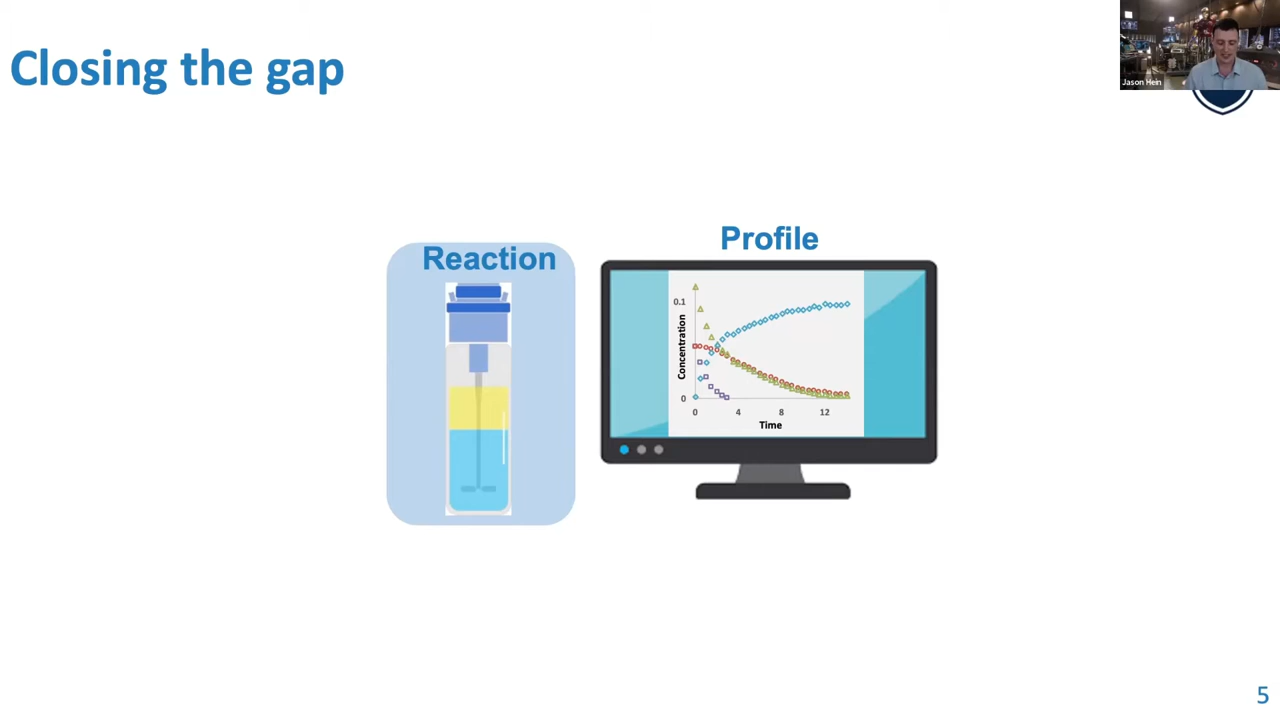 Closing the gap
Jason Hein
Reaction
Profile
0.1
Concentration
0
0 4 8 12
Time
5